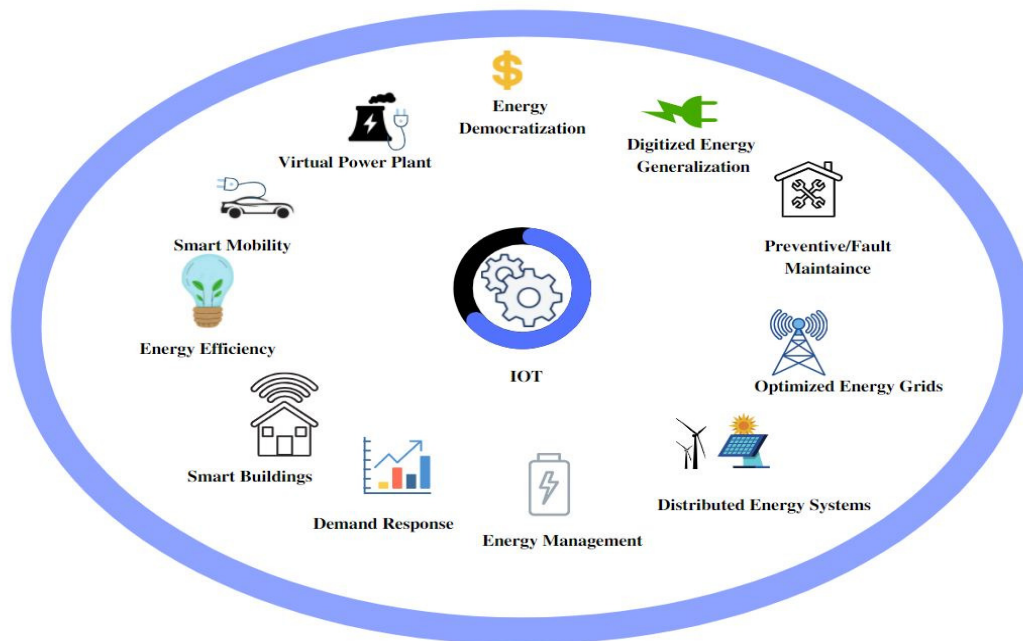 Energy
Democratization
Digitized Energy
Generalization
Virtual Power Plant
Preventive/Fault
Maintaince
Smart Mobility
Energy Efficiency
IOT
Optimized Energy Grids
Smart Buildings
Distributed Energy Systems
Demand Response
Energy Management